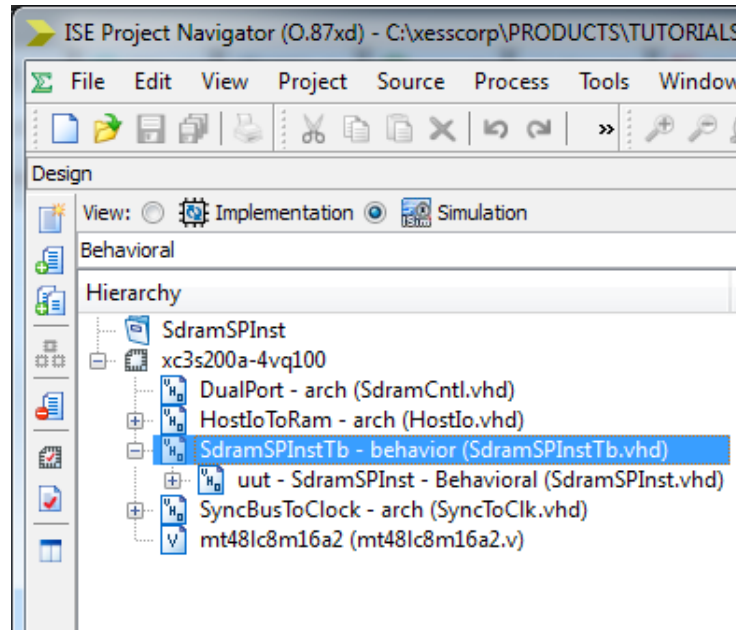 ISE Project Navigator (O.87xd) - C:\xesscorp\PRODUCTS\TUTORIALS
File Edit View Project Source Process Tools Window
»
Design
View: Implementation Simulation
Behavioral
Hierarchy
SdramSPInst
xc3s200a-4vq100
DualPort - arch (SdramCntl.vhd)
HostIoToRam - arch (HostIo.vhd)
SdramSPInstTb - behavior (SdramSPInstTb.vhd)
uut - SdramSPInst - Behavioral (SdramSPInst.vhd)
SyncBusToClock - arch (SyncToClk.vhd)
mt48lc8m16a2 (mt48lc8m16a2.v)